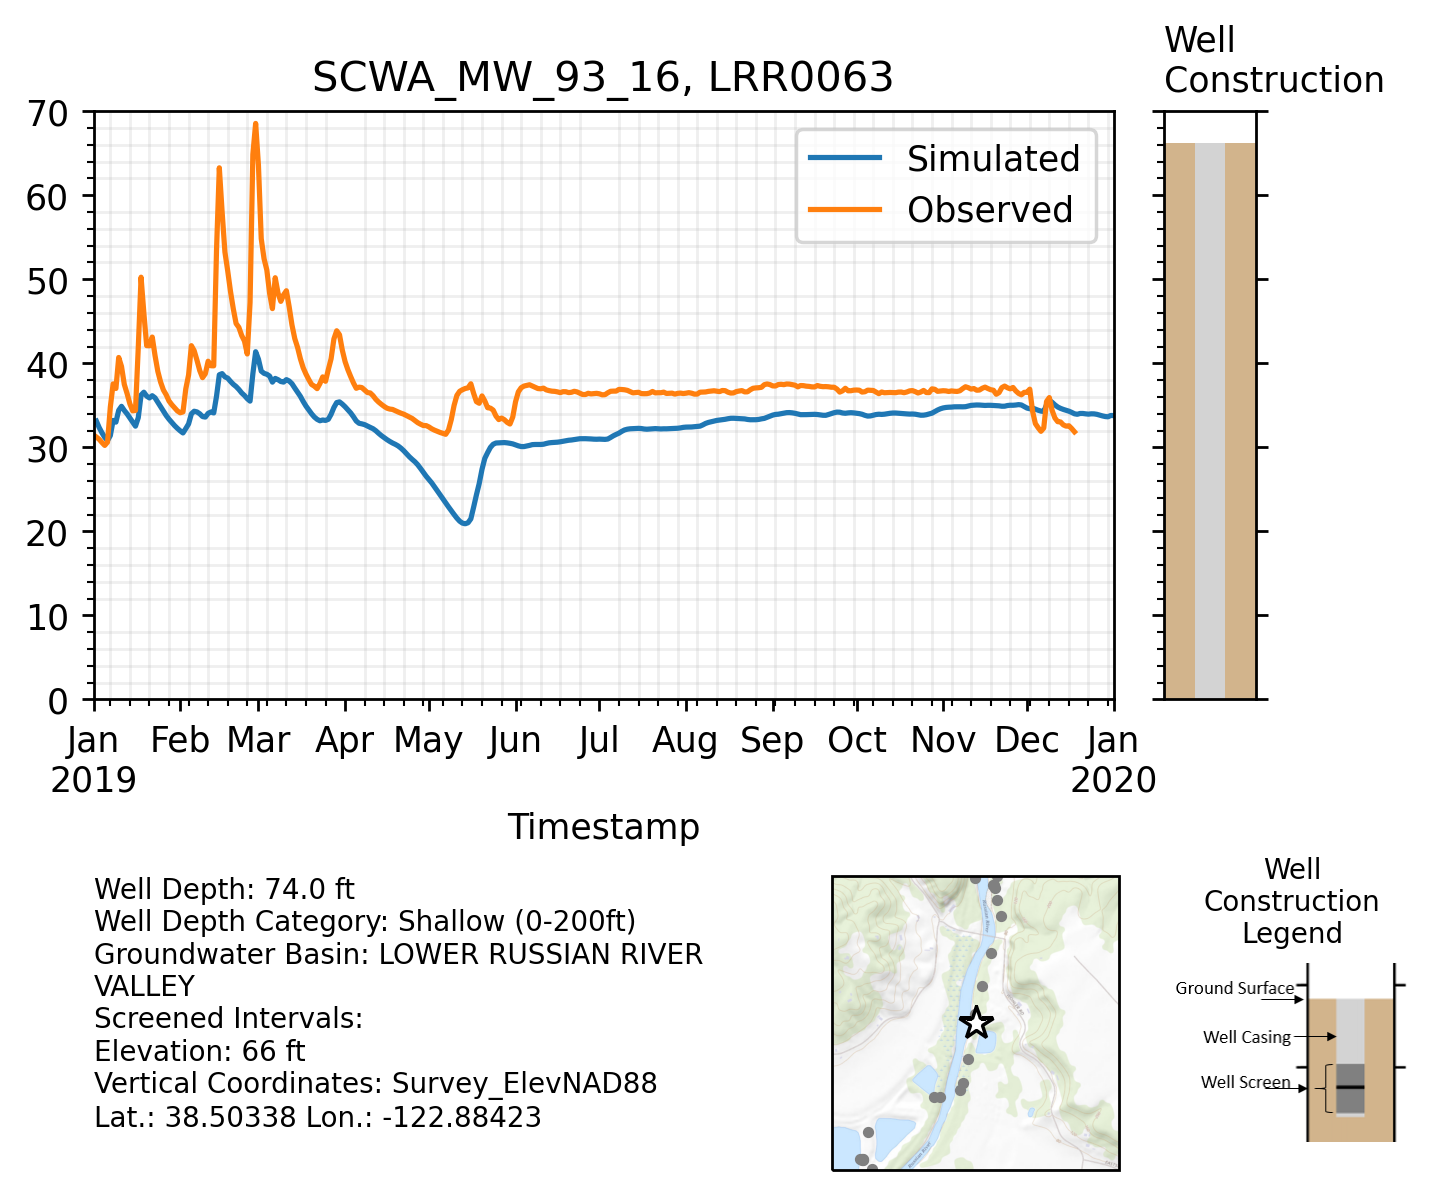 Well
Construction
SCWA_MW_93_16, LRR0063
70
60
50
40
30
20
10
0
Simulated
Observed
Jan Feb Mar Apr May Jun Jul Aug Sep Oct Nov Dec Jan
2019 2020
Timestamp
Well Depth: 74.0 ft
Well Depth Category: Shallow (0-200ft)
Groundwater Basin: LOWER RUSSIAN RIVER
VALLEY
Screened Intervals:
Elevation: 66 ft
Vertical Coordinates: Survey_ElevNAD88
Lat.: 38.50338 Lon.: -122.88423
Well
Construction
Legend
Ground Surface
Well Casing
Well Screen